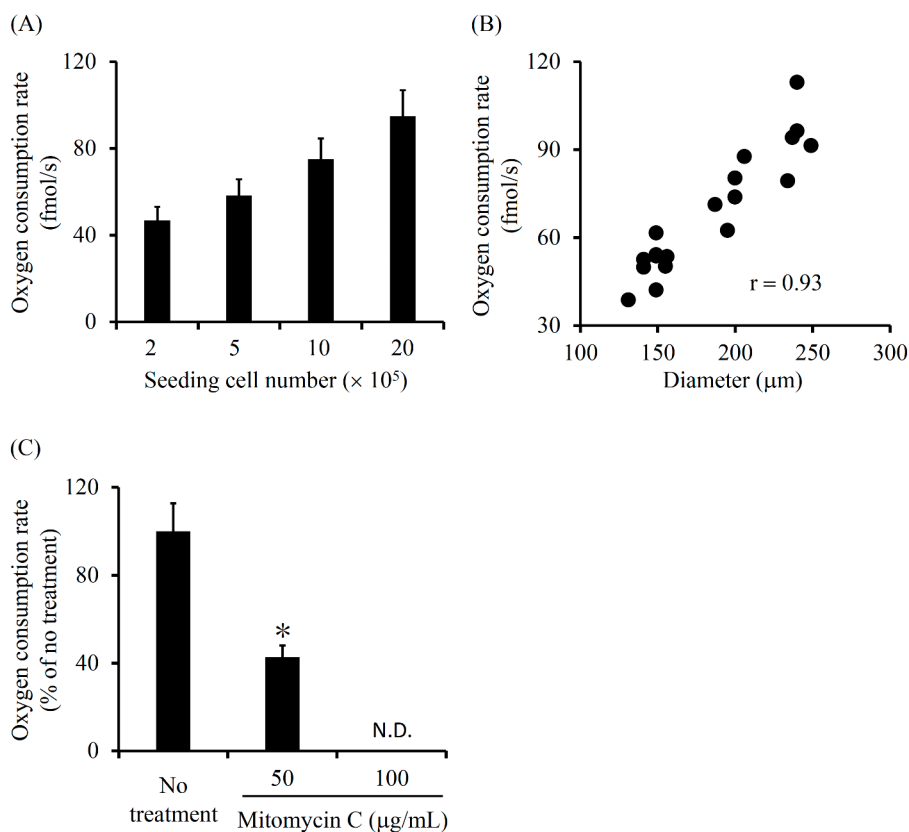 (A)
120
80
40
0
Oxygen consumption rate
(fmol/s)
2 5 10 20
Seeding cell number (× 10⁵)
(B)
120
90
60
30
Oxygen consumption rate
(fmol/s)
r = 0.93
100 150 200 250 300
Diameter (μm)
(C)
120
80
40
0
Oxygen consumption rate
(% of no treatment)
*
N.D.
No
treatment
50 100
Mitomycin C (μg/mL)